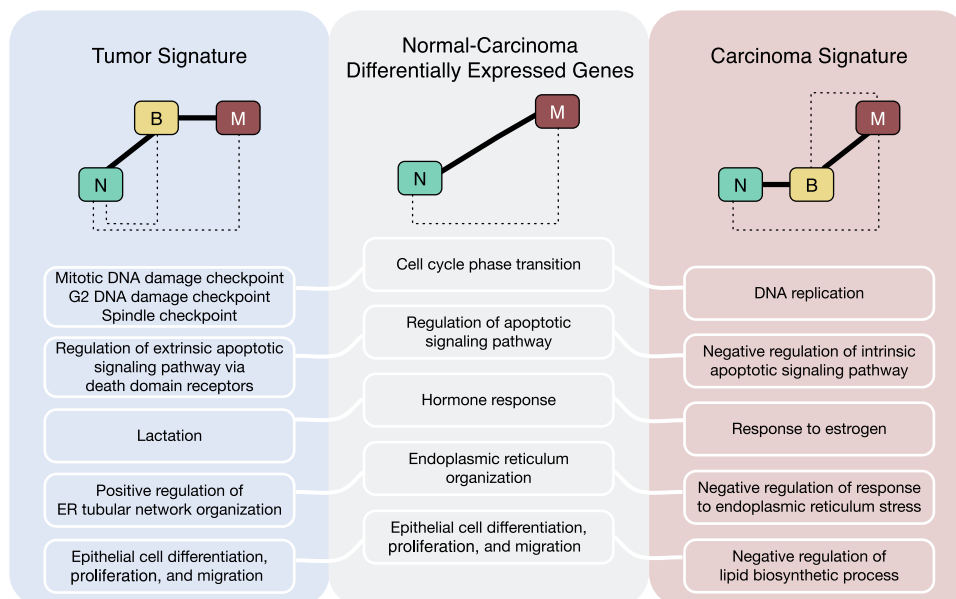 Tumor Signature
B
M
N
Mitotic DNA damage checkpoint
G2 DNA damage checkpoint
Spindle checkpoint
Regulation of extrinsic apoptotic
signaling pathway via
death domain receptors
Lactation
Positive regulation of
ER tubular network organization
Epithelial cell differentiation,
proliferation, and migration
Normal-Carcinoma
Differentially Expressed Genes
M
N
Cell cycle phase transition
Regulation of apoptotic
signaling pathway
Hormone response
Endoplasmic reticulum
organization
Epithelial cell differentiation,
proliferation, and migration
Carcinoma Signature
M
N
B
DNA replication
Negative regulation of intrinsic
apoptotic signaling pathway
Response to estrogen
Negative regulation of response
to endoplasmic reticulum stress
Negative regulation of
lipid biosynthetic process